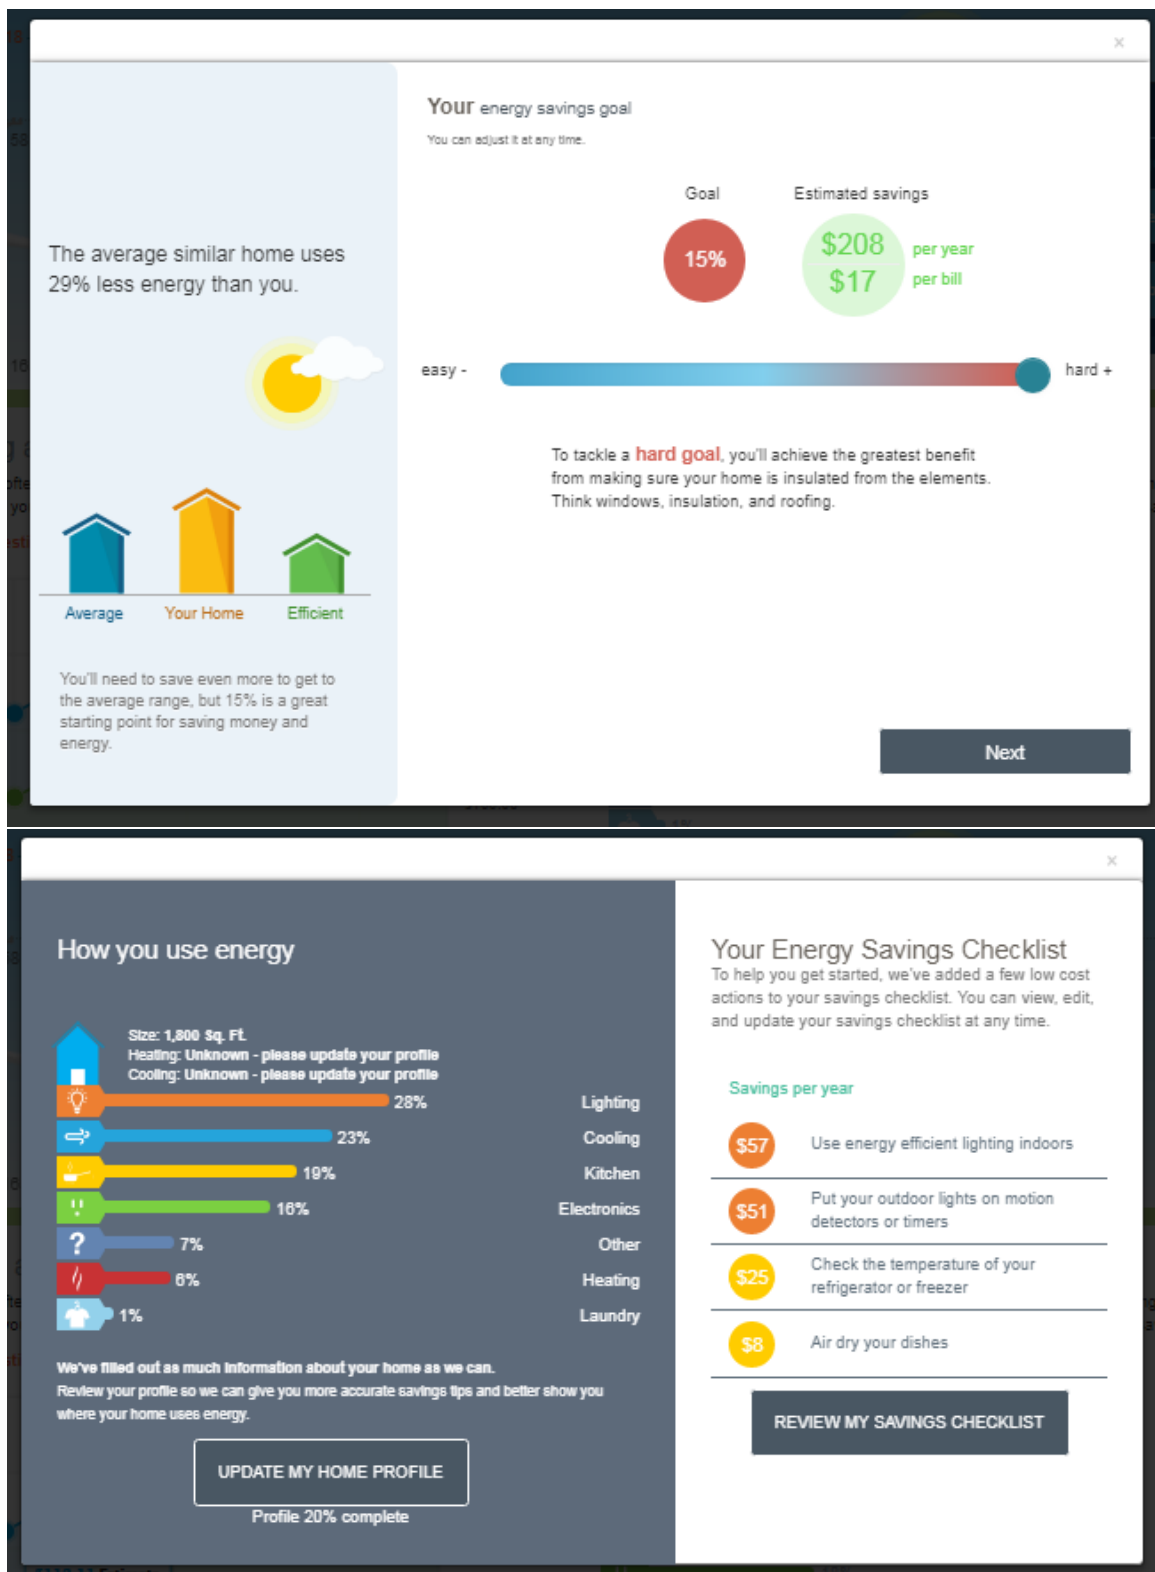 ×
Your energy savings goal
You can adjust it at any time.
Goal
Estimated savings
15%
$208 per year
$17 per bill
The average similar home uses
29% less energy than you.
easy -
hard +
To tackle a hard goal, you'll achieve the greatest benefit
from making sure your home is insulated from the elements.
Think windows, insulation, and roofing.
Average
Your Home
Efficient
You'll need to save even more to get to
the average range, but 15% is a great
starting point for saving money and
energy.
Next
×
How you use energy
Size: 1,800 Sq. Ft.
Heating: Unknown - please update your profile
Cooling: Unknown - please update your profile
28% Lighting
23% Cooling
19% Kitchen
16% Electronics
? 7% Other
6% Heating
1% Laundry
We've filled out as much information about your home as we can.
Review your profile so we can give you more accurate savings tips and better show you
where your home uses energy.
UPDATE MY HOME PROFILE
Profile 20% complete
Your Energy Savings Checklist
To help you get started, we've added a few low cost
actions to your savings checklist. You can view, edit,
and update your savings checklist at any time.
Savings per year
$57 Use energy efficient lighting indoors
$51 Put your outdoor lights on motion
detectors or timers
$25 Check the temperature of your
refrigerator or freezer
$8 Air dry your dishes
REVIEW MY SAVINGS CHECKLIST